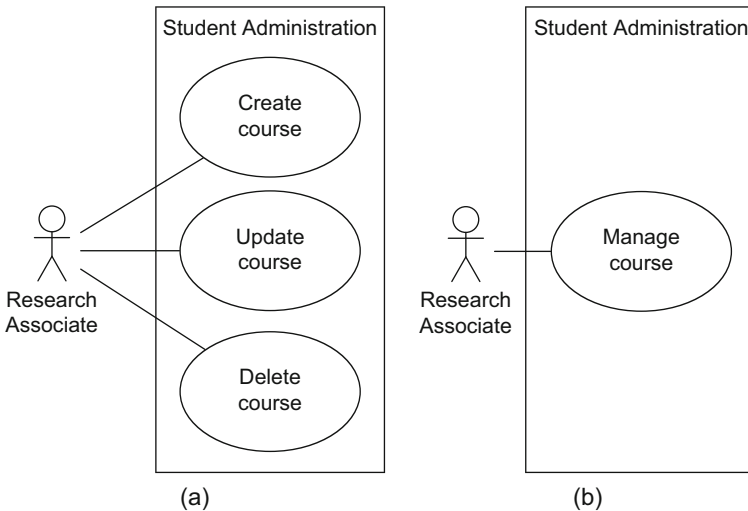 Student Administration
Create
course
Update
course
Delete
course
Research
Associate
(a)
Student Administration
Manage
course
Research
Associate
(b)